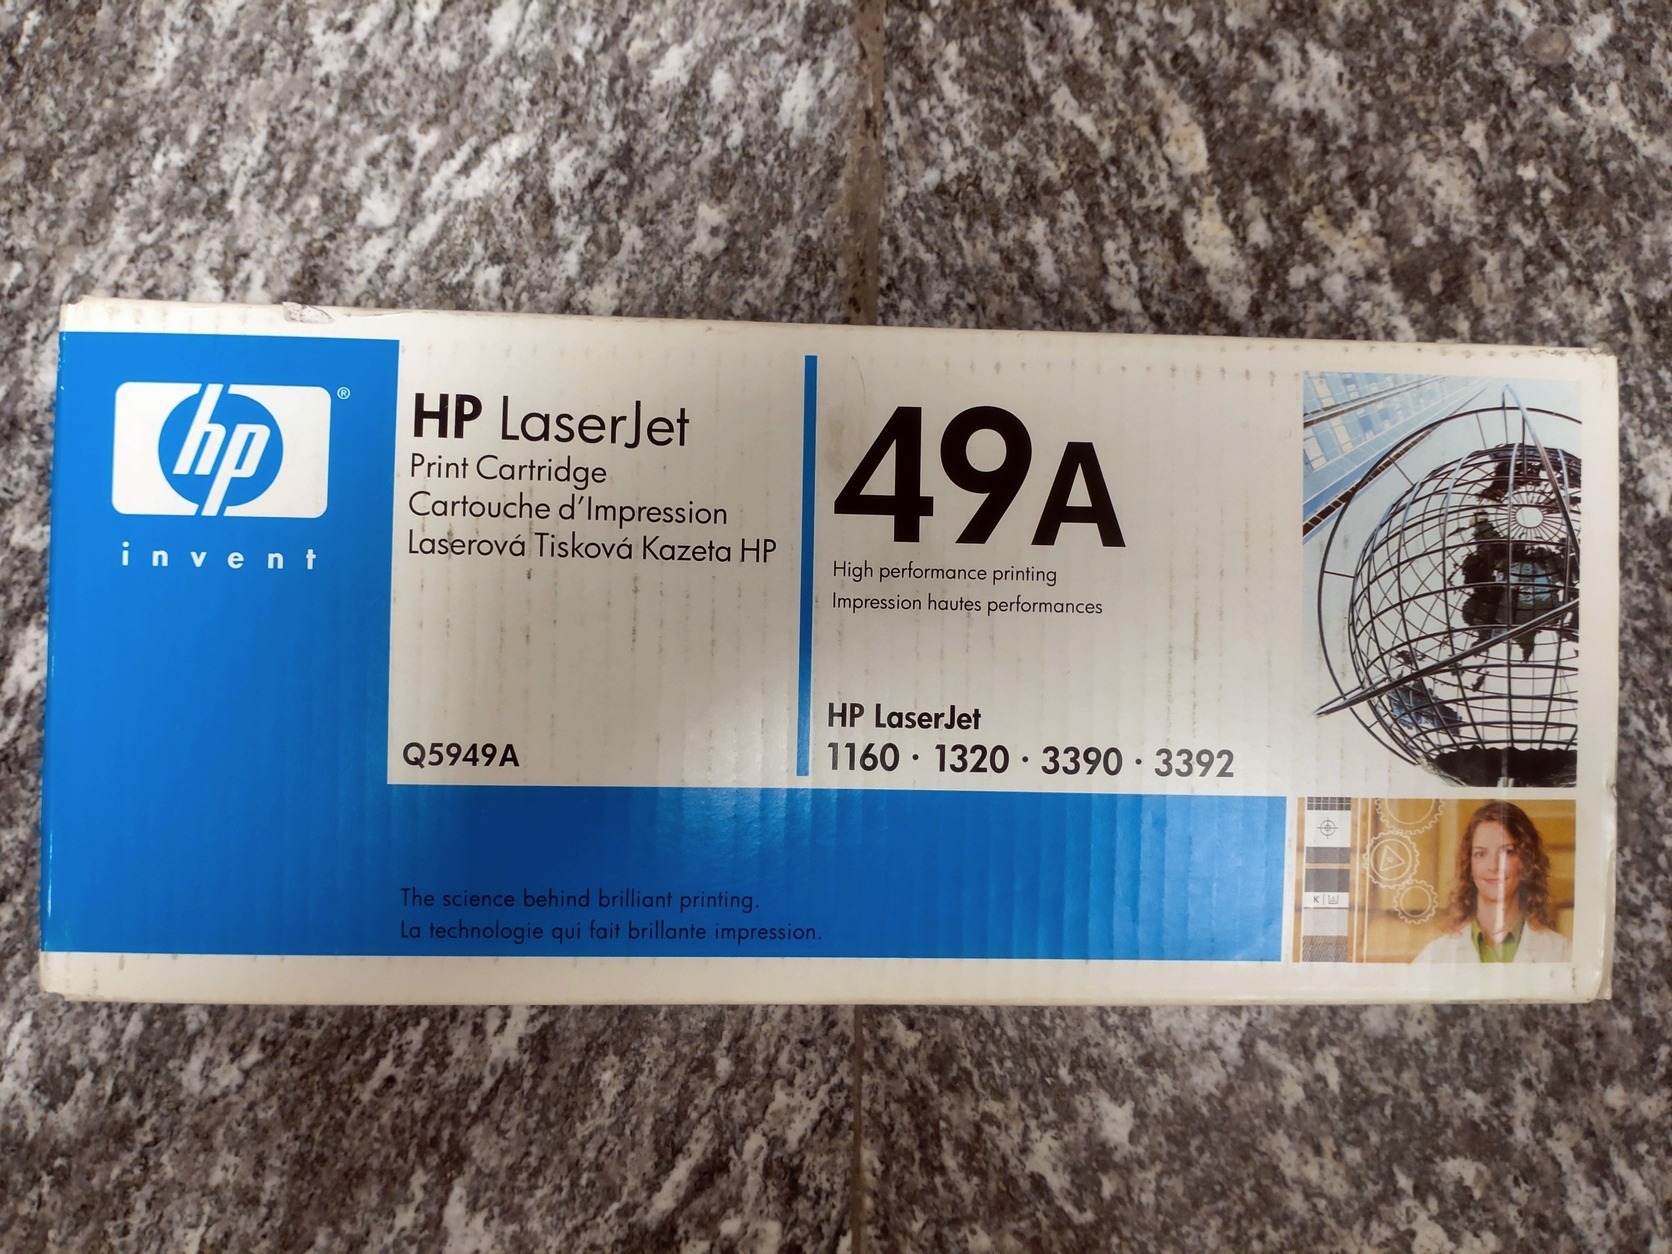 hp®
invent
HP LaserJet
Print Cartridge
Cartouche d'Impression
Laserová Tisková Kazeta HP
Q5949A
49A
High performance printing
Impression hautes performances
HP LaserJet
1160 · 1320 · 3390 · 3392
The science behind brilliant printing.
La technologie qui fait brillante impression.
K